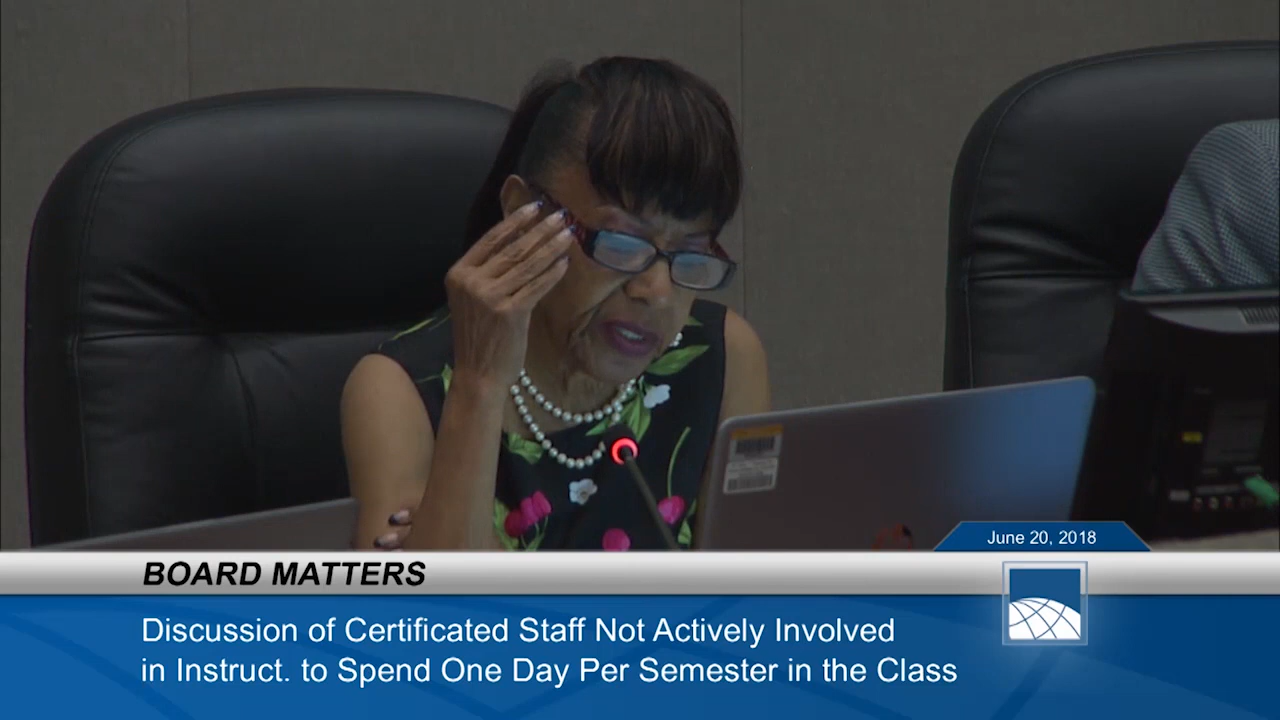 June 20, 2018
BOARD MATTERS
Discussion of Certificated Staff Not Actively Involved
in Instruct. to Spend One Day Per Semester in the Class